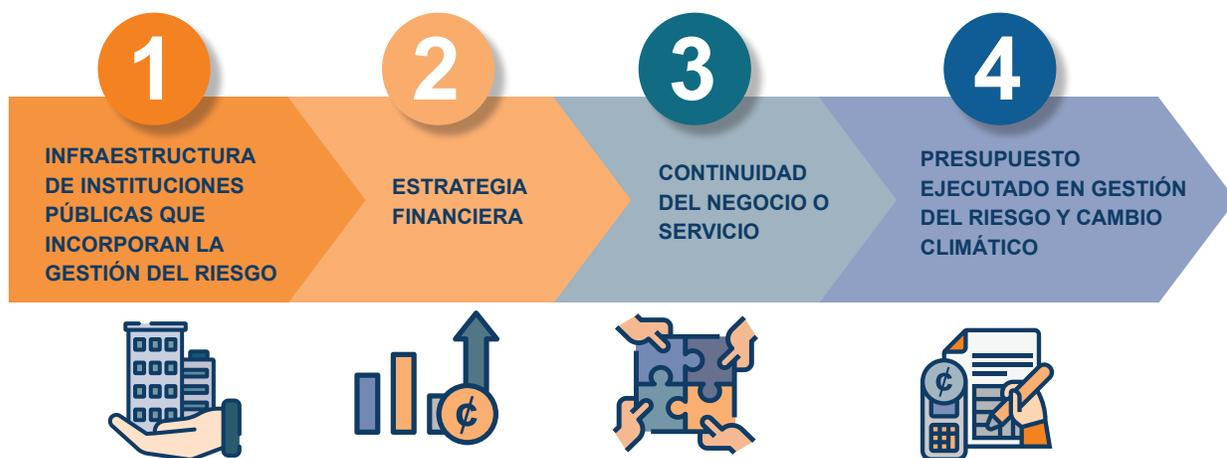 1
INFRAESTRUCTURA
DE INSTITUCIONES
PÚBLICAS QUE
INCORPORAN LA
GESTIÓN DEL RIESGO
2
ESTRATEGIA
FINANCIERA
3
CONTINUIDAD
DEL NEGOCIO O
SERVICIO
4
PRESUPUESTO
EJECUTADO EN GESTIÓN
DEL RIESGO Y CAMBIO
CLIMÁTICO
₡
₡